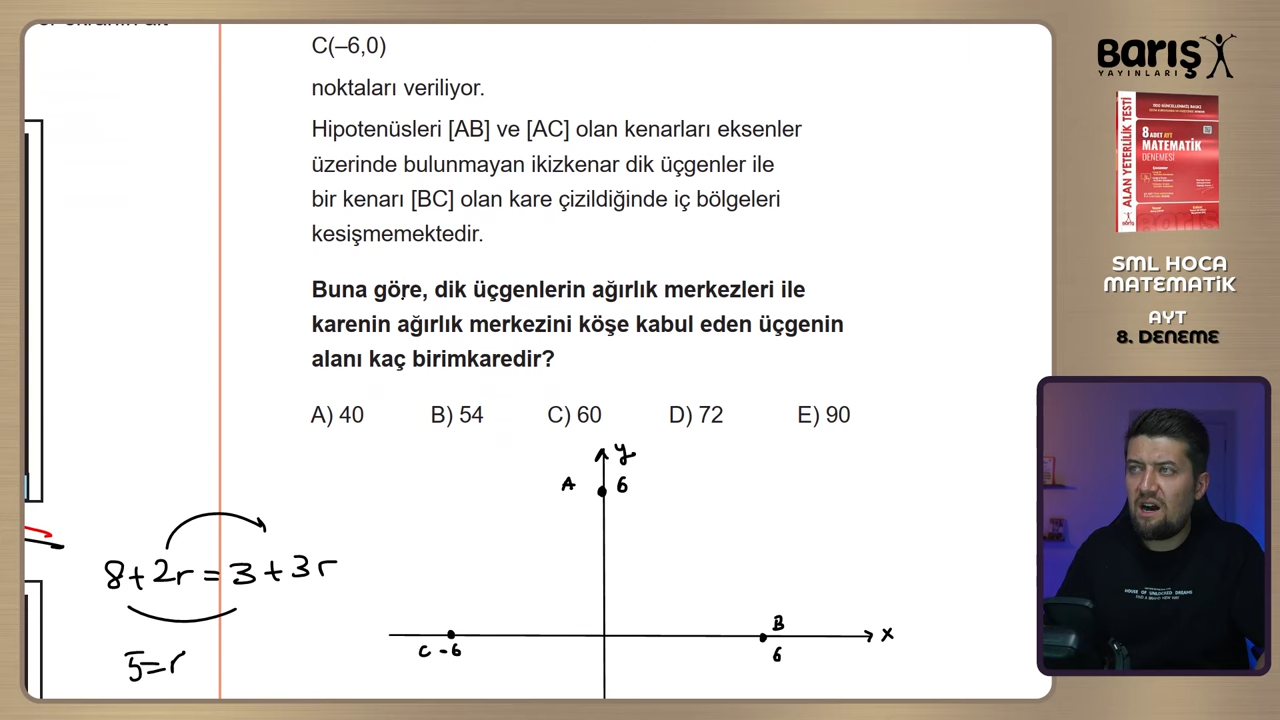 C(–6,0)
noktaları veriliyor.
Hipotenüsleri [AB] ve [AC] olan kenarları eksenler
üzerinde bulunmayan ikizkenar dik üçgenler ile
bir kenarı [BC] olan kare çizildiğinde iç bölgeleri
kesişmemektedir.
Buna göre, dik üçgenlerin ağırlık merkezleri ile
karenin ağırlık merkezini köşe kabul eden üçgenin
alanı kaç birimkaredir?
A) 40 B) 54 C) 60 D) 72 E) 90
y
A 6
8+2r=3+3r
5=r
C -6
B
6
x
Barış
YAYINLARI
ALAN YETERLİLİK TESTİ
8 ADET AYT
MATEMATİK
DENEMESİ
Barış
SML HOCA
MATEMATİK
AYT
8. DENEME
HOUSE OF UNLOCKED DREAMS